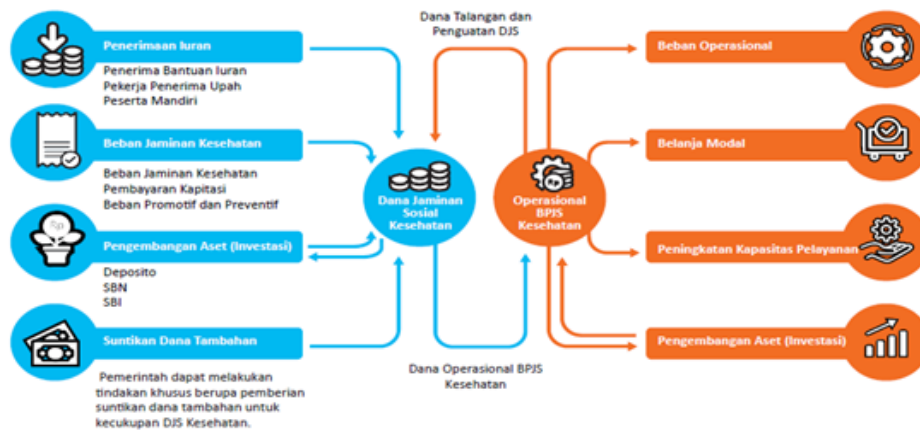 Dana Talangan dan
Penguatan DJS
Penerimaan Iuran
Penerima Bantuan Iuran
Pekerja Penerima Upah
Peserta Mandiri
Beban Jaminan Kesehatan
Beban Jaminan Kesehatan
Pembayaran Kapitasi
Beban Promotif dan Preventif
Pengembangan Aset (Investasi)
Deposito
SBN
SBI
Suntikan Dana Tambahan
Pemerintah dapat melakukan
tindakan khusus berupa pemberian
suntikan dana tambahan untuk
kecukupan DJS Kesehatan.
Dana Jaminan
Sosial
Kesehatan
Rp
Operasional
BPJS
Kesehatan
Dana Operasional BPJS
Kesehatan
Beban Operasional
Belanja Modal
Peningkatan Kapasitas Pelayanan
Pengembangan Aset (Investasi)